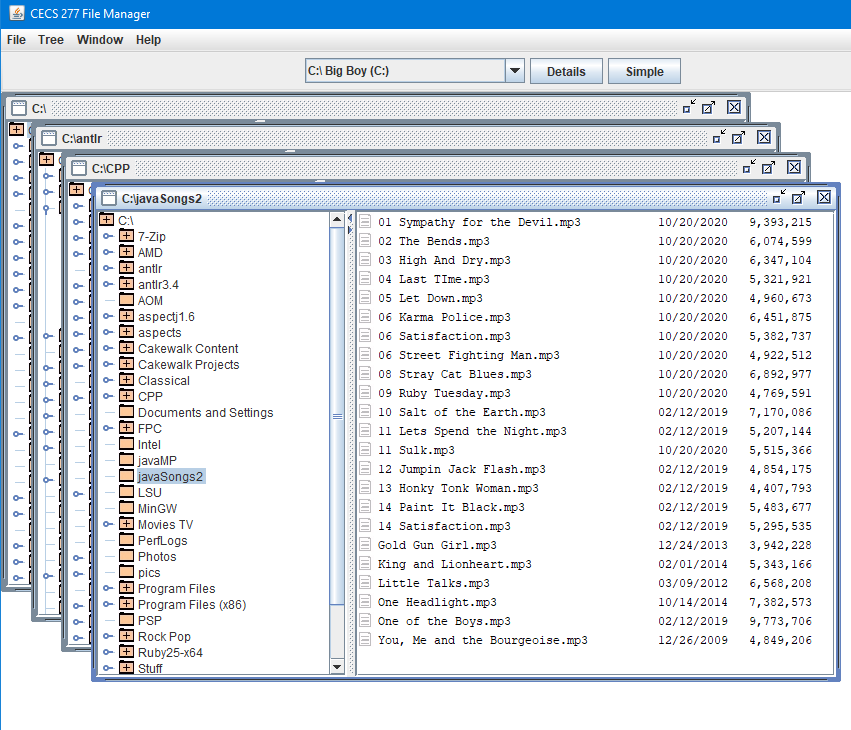 CECS 277 File Manager
File Tree Window Help
C:\ Big Boy (C:) Details Simple
C:\
C:\antlr
C:\CPP
C:\javaSongs2
C:\
7-Zip
AMD
antlr
antlr3.4
AOM
aspectj1.6
aspects
Cakewalk Content
Cakewalk Projects
Classical
CPP
Documents and Settings
FPC
Intel
javaMP
javaSongs2
LSU
MinGW
Movies TV
PerfLogs
Photos
pics
Program Files
Program Files (x86)
PSP
Rock Pop
Ruby25-x64
Stuff
01 Sympathy for the Devil.mp3 10/20/2020 9,393,215
02 The Bends.mp3 10/20/2020 6,074,599
03 High And Dry.mp3 10/20/2020 6,347,104
04 Last TIme.mp3 10/20/2020 5,321,921
05 Let Down.mp3 10/20/2020 4,960,673
06 Karma Police.mp3 10/20/2020 6,451,875
06 Satisfaction.mp3 10/20/2020 5,382,737
06 Street Fighting Man.mp3 10/20/2020 4,922,512
08 Stray Cat Blues.mp3 10/20/2020 6,892,977
09 Ruby Tuesday.mp3 10/20/2020 4,769,591
10 Salt of the Earth.mp3 02/12/2019 7,170,086
11 Lets Spend the Night.mp3 02/12/2019 5,207,144
11 Sulk.mp3 10/20/2020 5,515,366
12 Jumpin Jack Flash.mp3 02/12/2019 4,854,175
13 Honky Tonk Woman.mp3 02/12/2019 4,407,793
14 Paint It Black.mp3 02/12/2019 5,483,677
14 Satisfaction.mp3 02/12/2019 5,295,535
Gold Gun Girl.mp3 12/24/2013 3,942,228
King and Lionheart.mp3 02/01/2014 5,343,166
Little Talks.mp3 03/09/2012 6,568,208
One Headlight.mp3 10/14/2014 7,382,573
One of the Boys.mp3 02/12/2019 9,773,706
You, Me and the Bourgeoise.mp3 12/26/2009 4,849,206